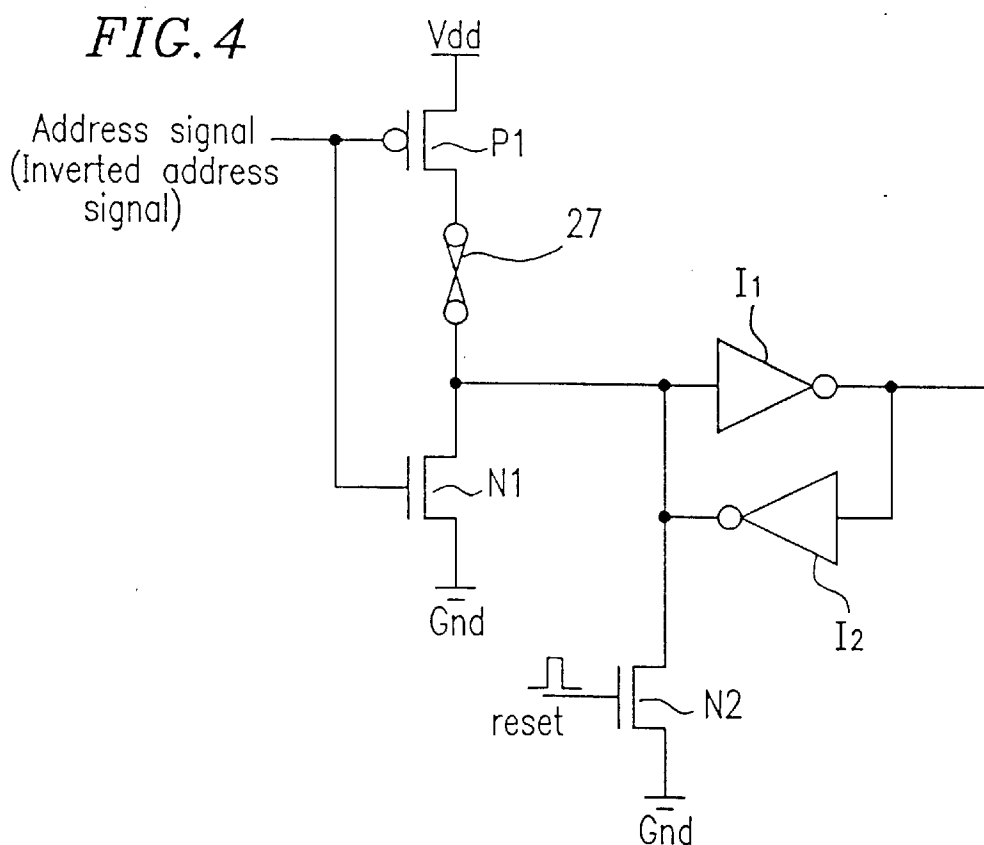 FIG. 4
Vdd
Address signal
(Inverted address
signal)
P1
27
I1
N1
Gnd
I2
reset
N2
Gnd